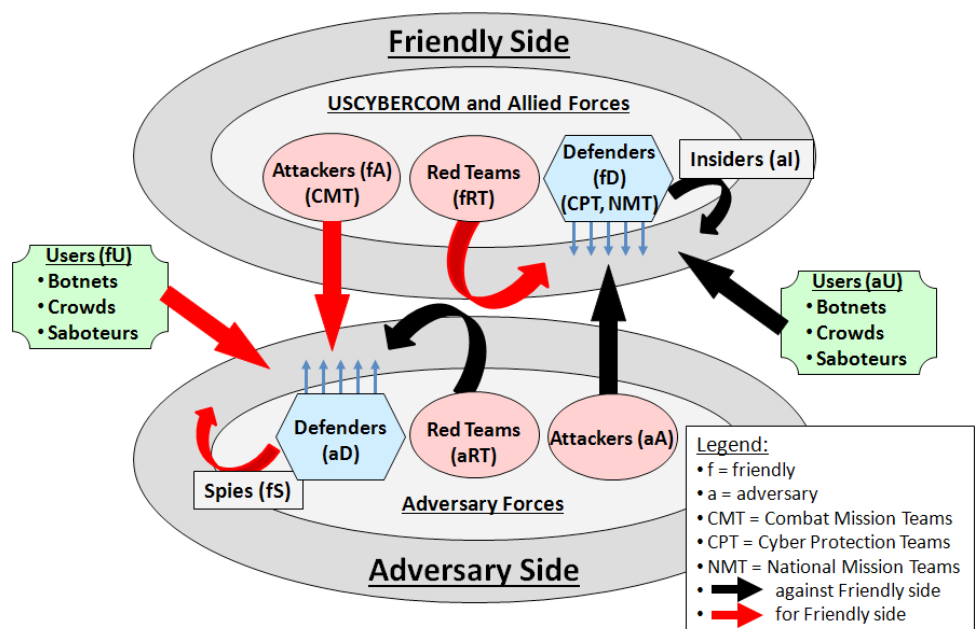 Friendly Side
USCYBERCOM and Allied Forces
Attackers (fA)
(CMT)
Red Teams
(fRT)
Defenders
(fD)
(CPT, NMT)
Insiders (aI)
Users (fU)
• Botnets
• Crowds
• Saboteurs
Users (aU)
• Botnets
• Crowds
• Saboteurs
Defenders
(aD)
Red Teams
(aRT)
Attackers (aA)
Spies (fS)
Adversary Forces
Adversary Side
Legend:
• f = friendly
• a = adversary
• CMT = Combat Mission Teams
• CPT = Cyber Protection Teams
• NMT = National Mission Teams
• against Friendly side
• for Friendly side